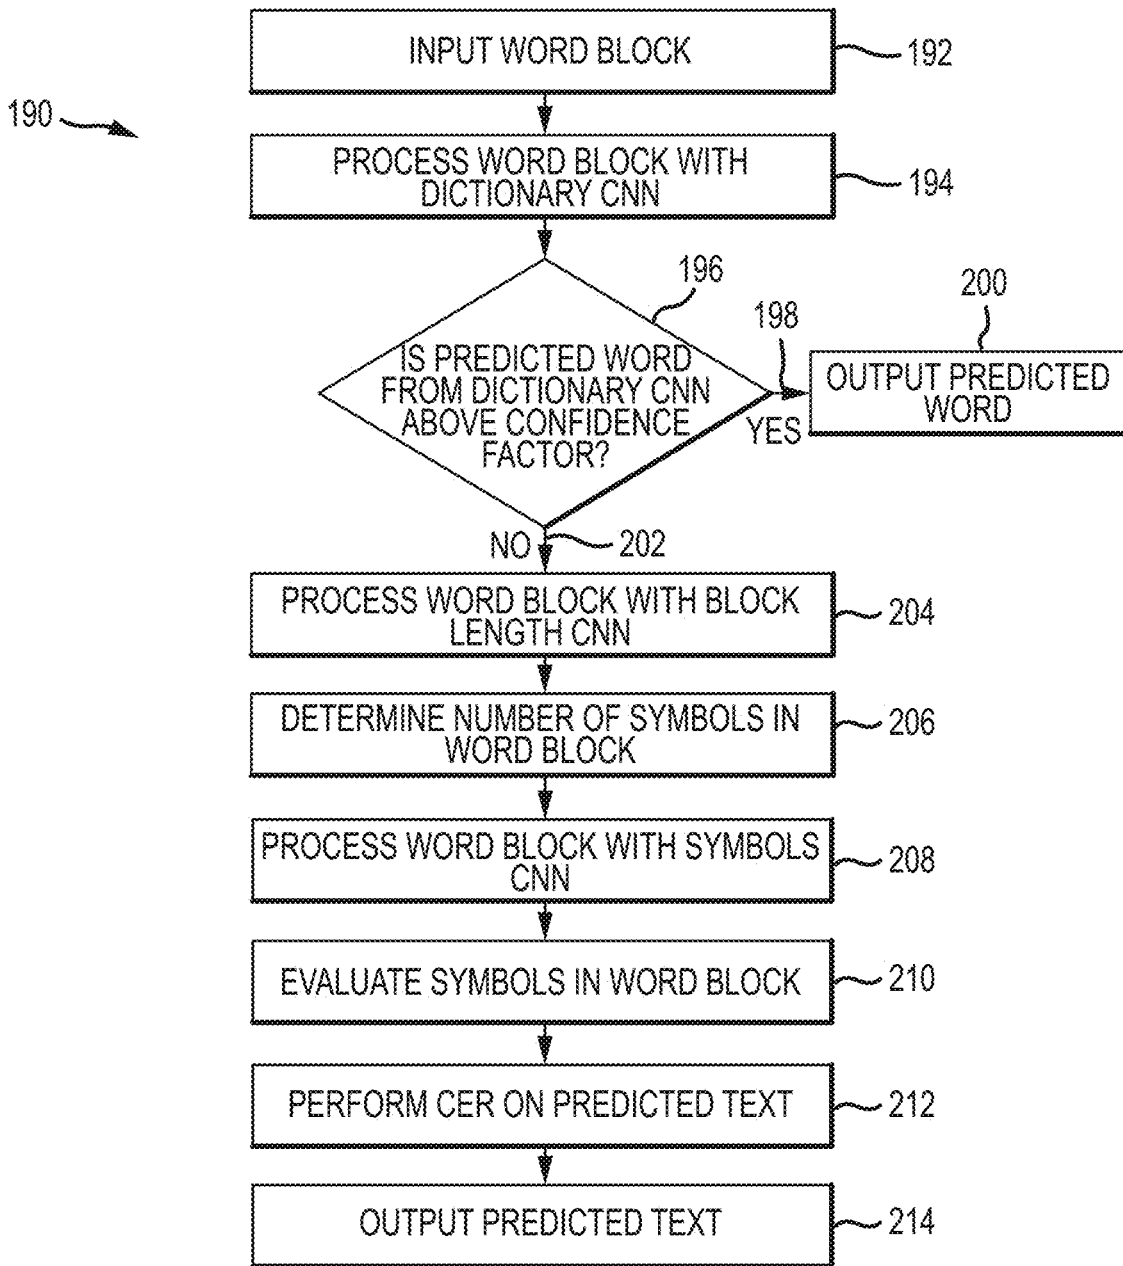 INPUT WORD BLOCK
192
190
PROCESS WORD BLOCK WITH
DICTIONARY CNN
194
196
198
200
IS PREDICTED WORD
FROM DICTIONARY CNN
ABOVE CONFIDENCE
FACTOR?
YES
OUTPUT PREDICTED
WORD
NO
202
PROCESS WORD BLOCK WITH BLOCK
LENGTH CNN
204
DETERMINE NUMBER OF SYMBOLS IN
WORD BLOCK
206
PROCESS WORD BLOCK WITH SYMBOLS
CNN
208
EVALUATE SYMBOLS IN WORD BLOCK
210
PERFORM CER ON PREDICTED TEXT
212
OUTPUT PREDICTED TEXT
214